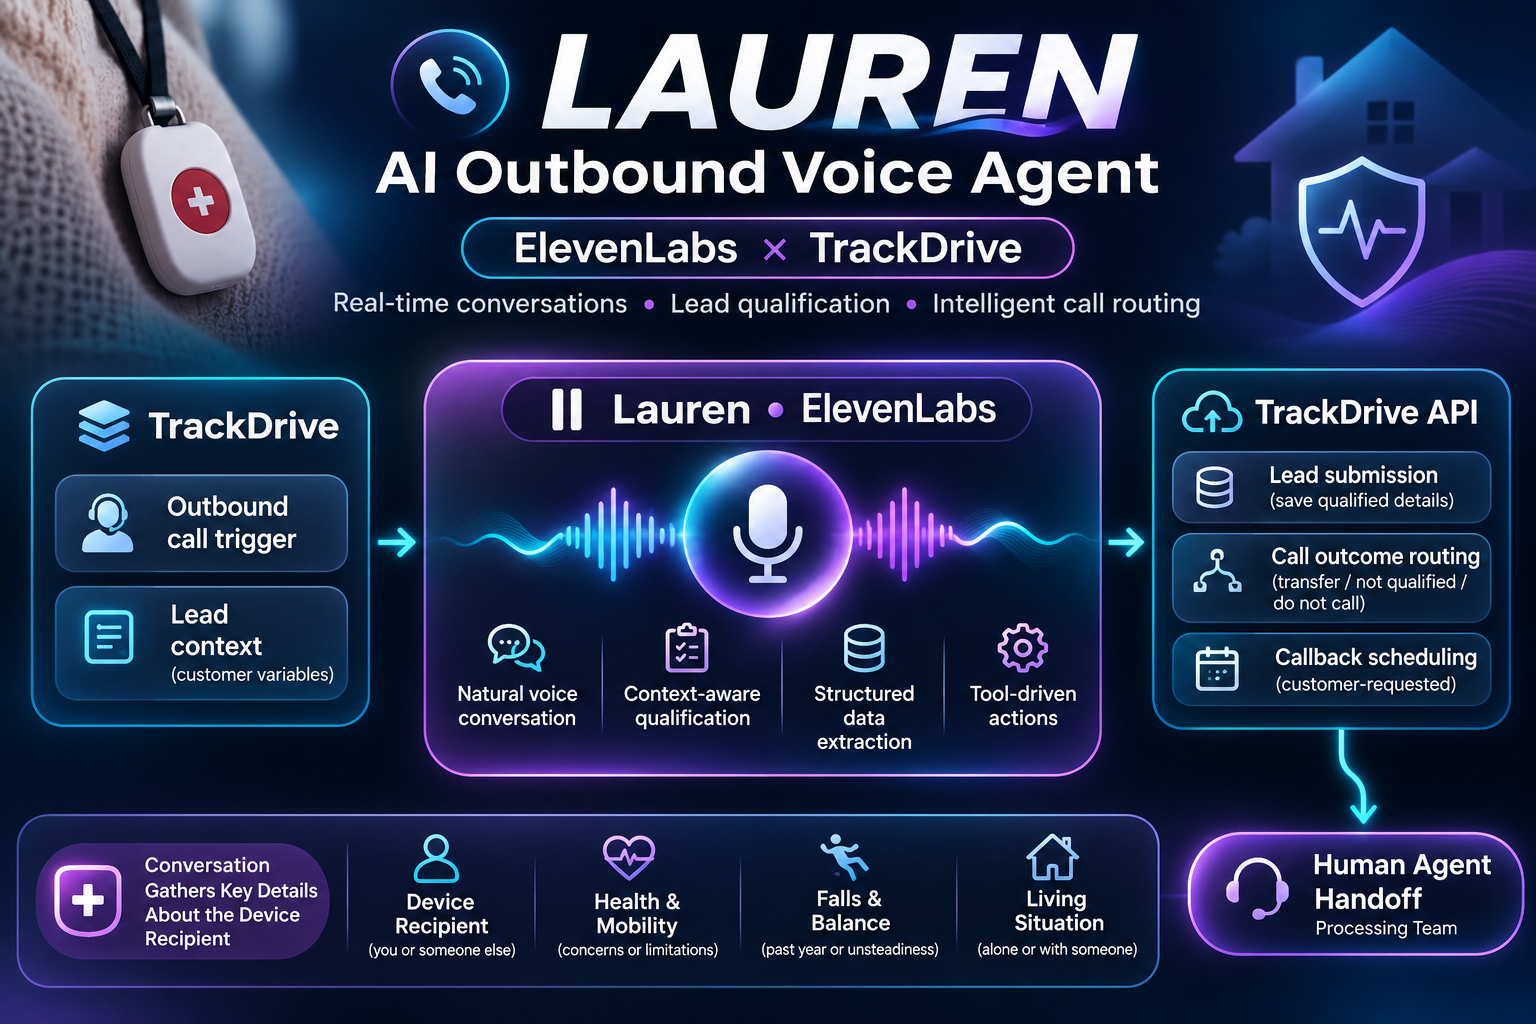 LAUREN
AI Outbound Voice Agent
ElevenLabs × TrackDrive
Real-time conversations • Lead qualification • Intelligent call routing
TrackDrive
Outbound
call trigger
Lead
context
(customer variables)
Lauren • ElevenLabs
Natural voice
conversation
Context-aware
qualification
Structured
data
extraction
Tool-driven
actions
TrackDrive API
Lead submission
(save qualified details)
Call outcome routing
(transfer / not qualified /
do not call)
Callback scheduling
(customer-requested)
Conversation
Gathers Key Details
About the Device
Recipient
Device
Recipient
(you or someone else)
Health &
Mobility
(concerns or limitations)
Falls &
Balance
(past year or unsteadiness)
Living
Situation
(alone or with someone)
Human Agent
Handoff
Processing Team